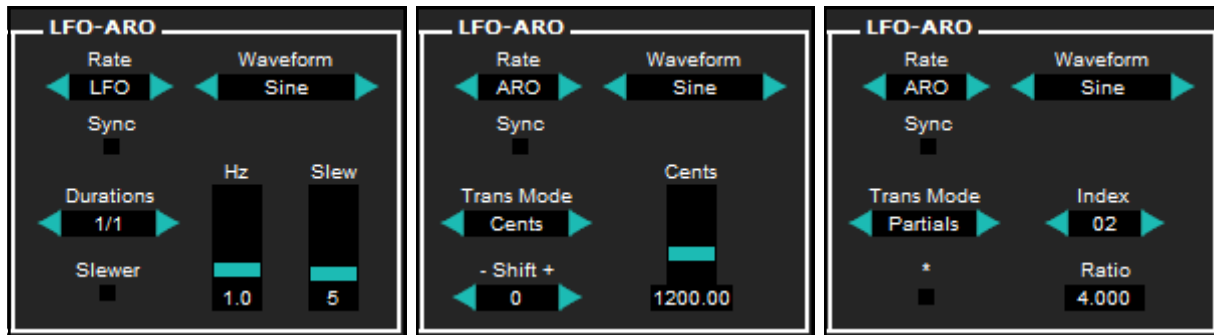 LFO-ARO
Rate
Waveform
LFO
Sine
Sync
Hz
Slew
Durations
1/1
Slewer
1.0
5
LFO-ARO
Rate
Waveform
ARO
Sine
Sync
Cents
Trans Mode
Cents
- Shift +
0
1200.00
LFO-ARO
Rate
Waveform
ARO
Sine
Sync
Trans Mode
Index
Partials
02
*
Ratio
4.000